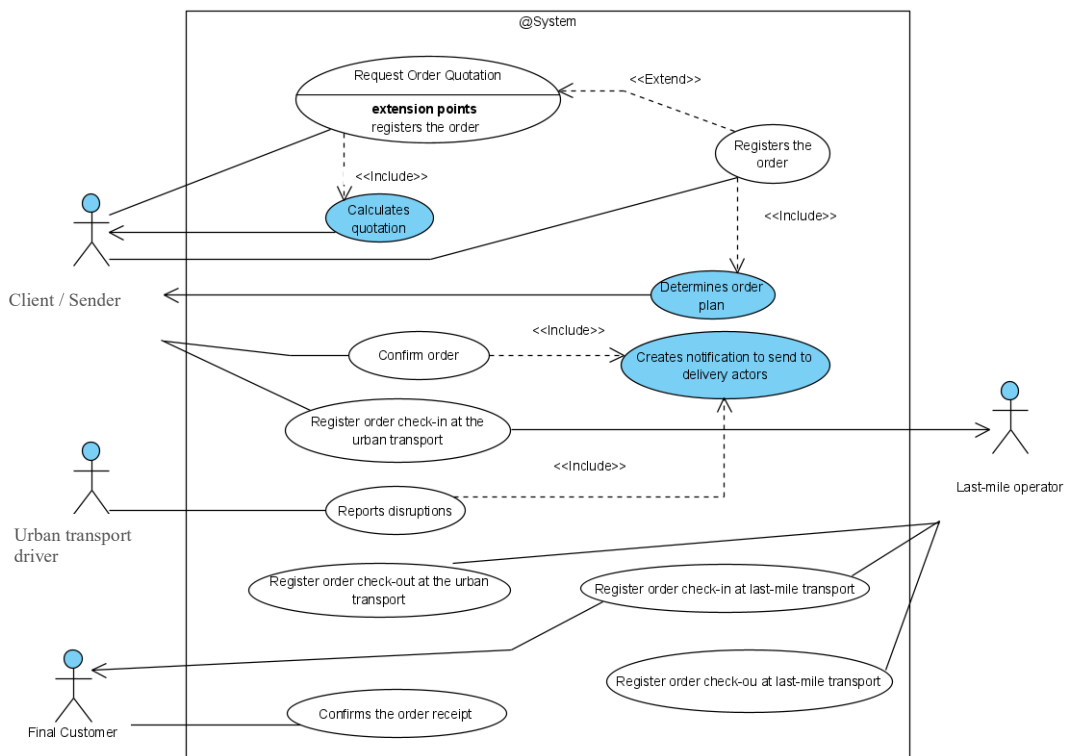 @System
Request Order Quotation
<<Extend>>
extension points
registers the order
Registers the
order
<<Include>>
Calculates
quotation
<<Include>>
Client / Sender
Determines order
plan
<<Include>>
Confirm order
Creates notification to send to
delivery actors
Register order check-in at the
urban transport
<<Include>>
Last-mile operator
Reports disruptions
Urban transport
driver
Register order check-out at the urban
transport
Register order check-in at last-mile transport
Register order check-ou at last-mile transport
Final Customer
Confirms the order receipt